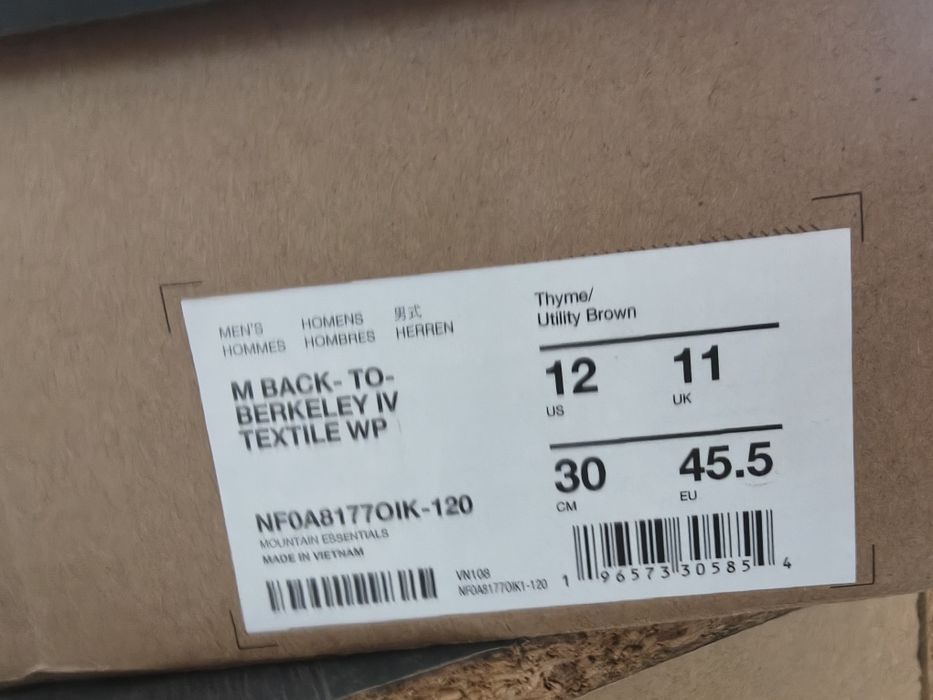 MEN'S HOMENS 男式
HOMMES HOMBRES HERREN
M BACK- TO-
BERKELEY IV
TEXTILE WP
NF0A8177OIK-120
MOUNTAIN ESSENTIALS
MADE IN VIETNAM
VN108
NF0A8177OIK1-120
Thyme/
Utility Brown
12 11
US UK
30 45.5
CM EU
1 96573 30585 4